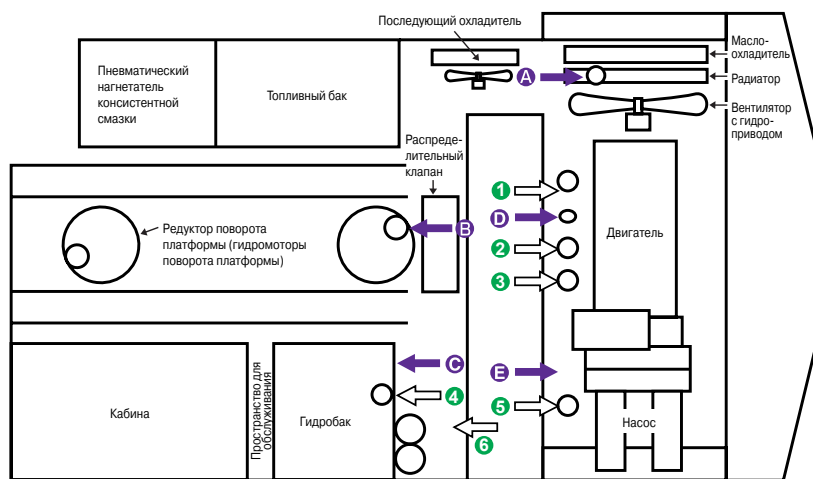 Последующий охладитель
Масло-
охладитель
Радиатор
Вентилятор
с гидро-
приводом
A
Пневматический
нагнетатель
консистентной
смазки
Топливный бак
Распреде-
лительный
клапан
1
D
2
3
B
Двигатель
Редуктор поворота
платформы (гидромоторы
поворота платформы)
C
E
4
5
6
Кабина
Пространство для
обслуживания
Гидробак
Насос